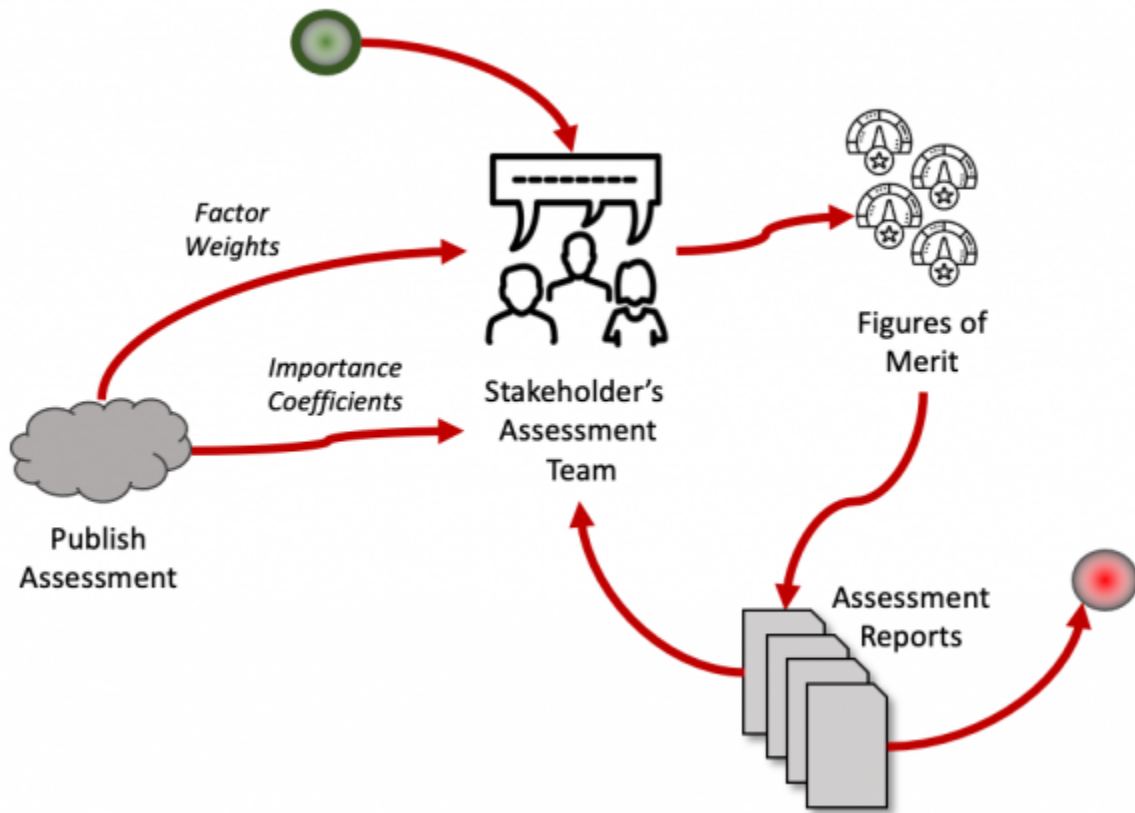 Factor
Weights
Importance
Coefficients
Publish
Assessment
Stakeholder's
Assessment
Team
Figures of
Merit
Assessment
Reports